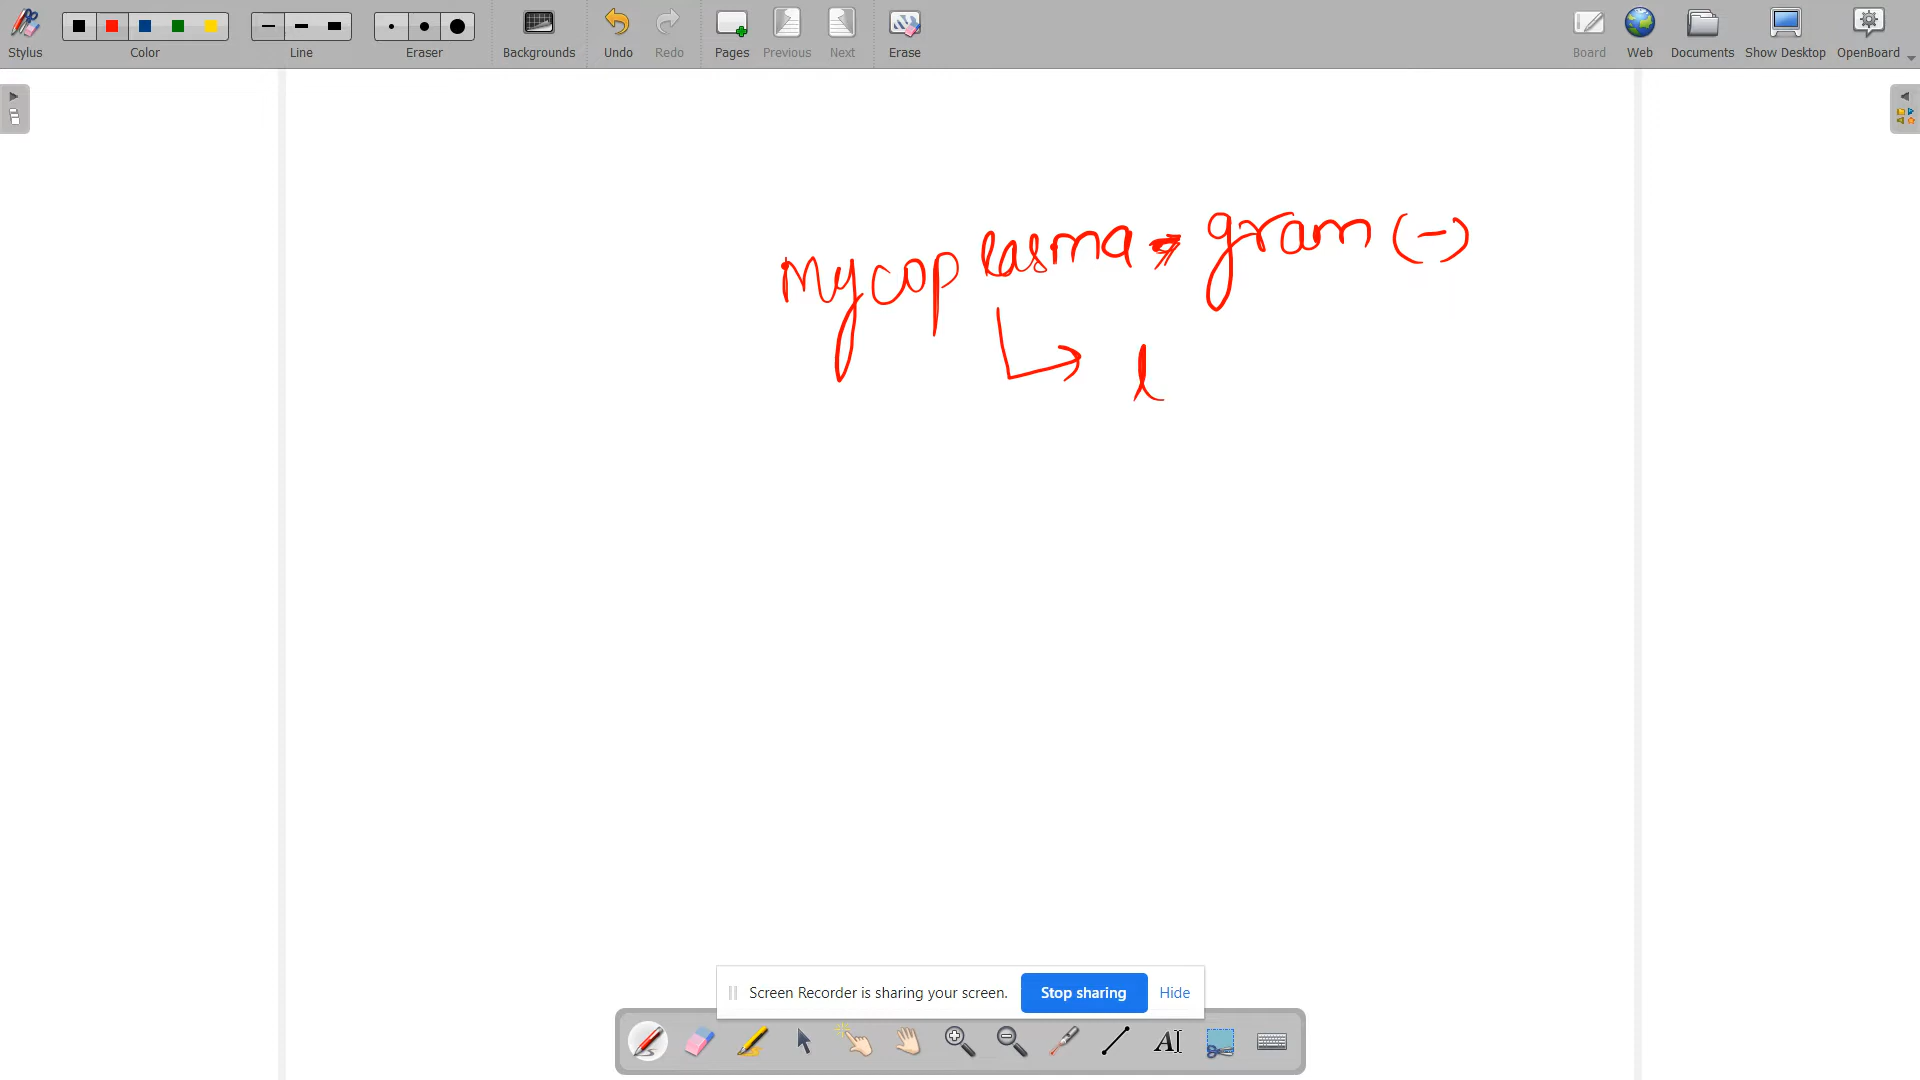 Stylus Color Line Eraser Backgrounds Undo Redo Pages Previous Next Erase Board Web Documents Show Desktop OpenBoard
Mycoplasma → gram (-)
l
Screen Recorder is sharing your screen. Stop sharing Hide